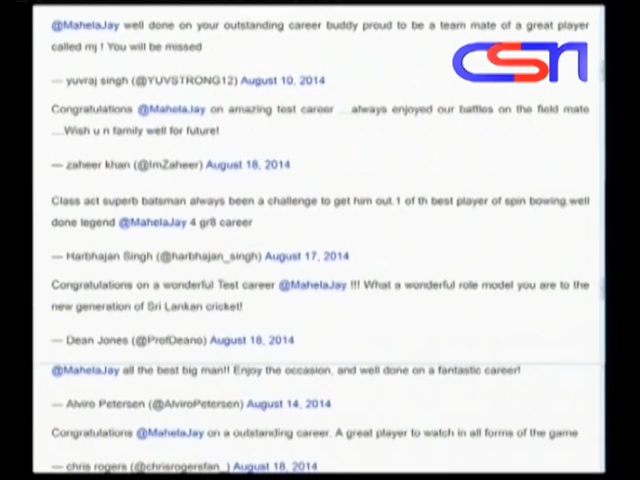 @MahelaJay well done on your outstanding career buddy proud to be a team mate of a great player
called mj ! You will be missed
CSN
— yuvraj singh (@YUVSTRONG12) August 10, 2014
Congratulations @MahelaJay on amazing test career ...always enjoyed our battles on the field mate
....Wish u n family well for future!
— zaheer khan (@ImZaheer) August 18, 2014
Class act superb batsman always been a challenge to get him out.1 of th best player of spin bowing.well
done legend @MahelaJay 4 gr8 career
— Harbhajan Singh (@harbhajan_singh) August 17, 2014
Congratulations on a wonderful Test career @MahelaJay !!! What a wonderful role model you are to the
new generation of Sri Lankan cricket!
— Dean Jones (@ProfDeano) August 18, 2014
@MahelaJay all the best big man!! Enjoy the occasion, and well done on a fantastic career!
— Alviro Petersen (@AlviroPetersen) August 14, 2014
Congratulations @MahelaJay on a outstanding career. A great player to watch in all forms of the game
— chris rogers (@chrisrogersfan_) August 18, 2014